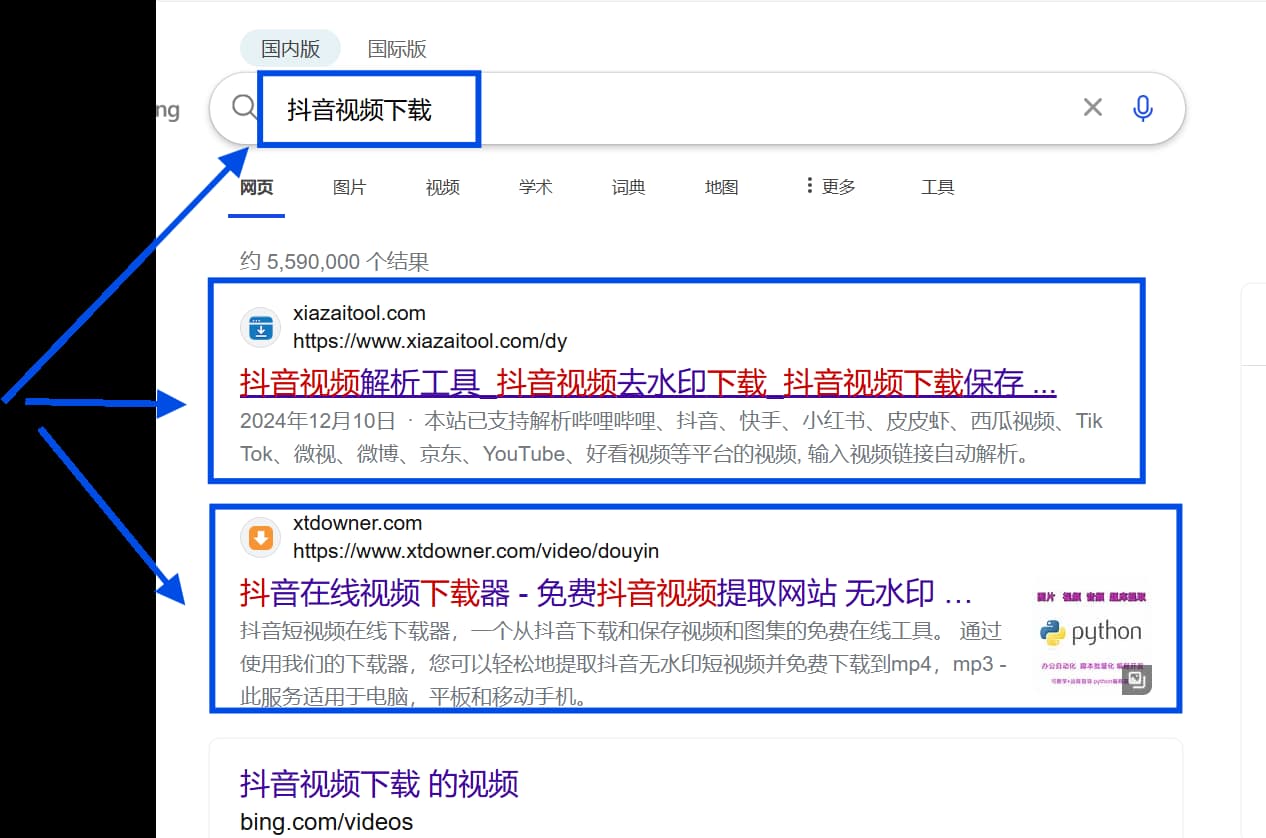 国内版 国际版
ng
抖音视频下载
网页 图片 视频 学术 词典 地图 更多 工具
约 5,590,000 个结果
xiazaitool.com
https://www.xiazaitool.com/dy
抖音视频解析工具_抖音视频去水印下载_抖音视频下载保存 ...
2024年12月10日 · 本站已支持解析哔哩哔哩、抖音、快手、小红书、皮皮虾、西瓜视频、Tik
Tok、微视、微博、京东、YouTube、好看视频等平台的视频, 输入视频链接自动解析。
xtdowner.com
https://www.xtdowner.com/video/douyin
抖音在线视频下载器 - 免费抖音视频提取网站 无水印 …
抖音短视频在线下载器，一个从抖音下载和保存视频和图集的免费在线工具。 通过
使用我们的下载器，您可以轻松地提取抖音无水印短视频并免费下载到mp4，mp3 -
此服务适用于电脑，平板和移动手机。
图片 视频 音频
python
办公自动化 脚本批量化
抖音视频下载 的视频
bing.com/videos